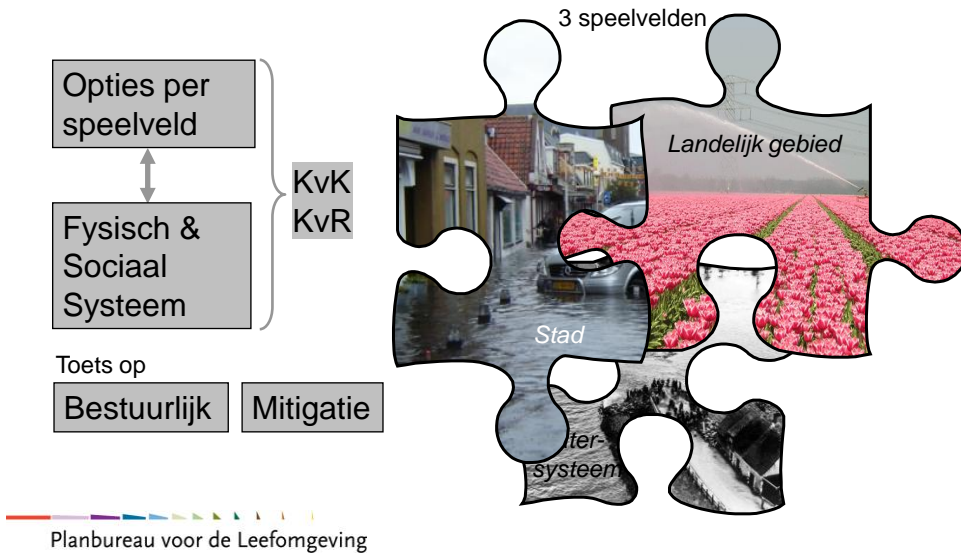 3 speelvelden
Opties per
speelveld
KvK
KvR
Fysisch &
Sociaal
Systeem
Landelijk gebied
Stad
systeem
Toets op
Bestuurlijk
Mitigatie
Planbureau voor de Leefomgeving